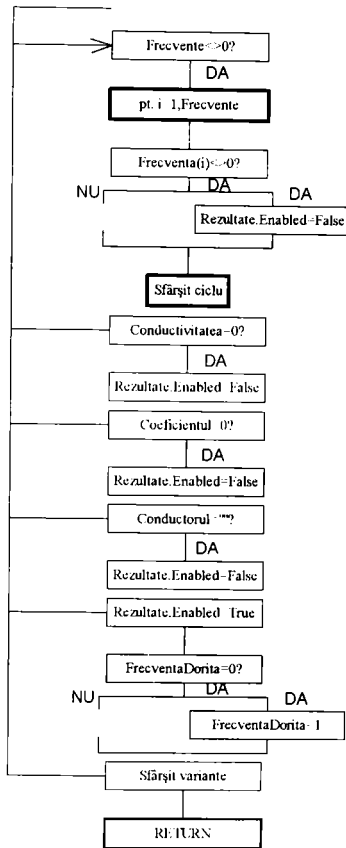 Frecvente<>0?
DA
pt. i=1,Frecvente
Frecventa(i)<>0?
NU
DA
DA
Rezultate.Enabled=False
Sfârşit ciclu
Conductivitatea=0?
DA
Rezultate.Enabled=False
Coeficientul=0?
DA
Rezultate.Enabled=False
Conductorul=""?
DA
Rezultate.Enabled=False
Rezultate.Enabled=True
FrecventaDorita=0?
NU
DA
DA
FrecventaDorita=1
Sfârşit variante
RETURN